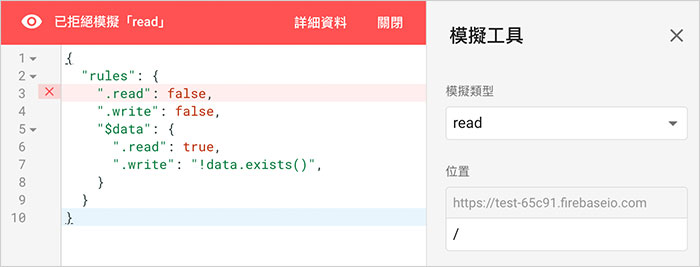 已拒絕模擬「read」 詳細資料 關閉
1 {
2 "rules": {
3 ".read": false,
4 ".write": false,
5 "$data": {
6 ".read": true,
7 ".write": "!data.exists()",
8 }
9 }
10 }
模擬工具
模擬類型
read
位置
https://test-65c91.firebaseio.com
/